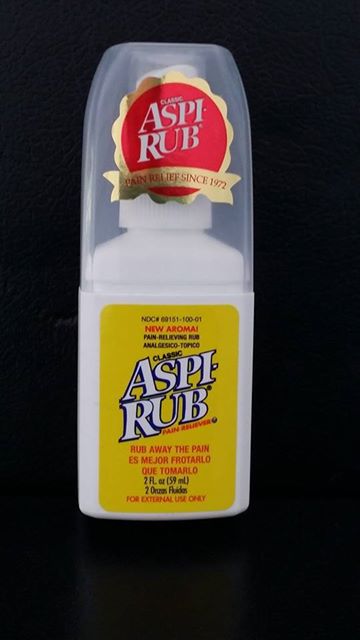 CLASSIC
ASPI-
RUB®
PAIN RELIEF SINCE 1972
NDC# 69151-100-01
NEW AROMA!
PAIN-RELIEVING RUB
ANALGESICO-TOPICO
CLASSIC
ASPI-
RUB®
PAIN-RELIEVER
RUB AWAY THE PAIN
ES MEJOR FROTARLO
QUE TOMARLO
2 FL. oz (59 mL)
2 Onzas Fluidas
FOR EXTERNAL USE ONLY